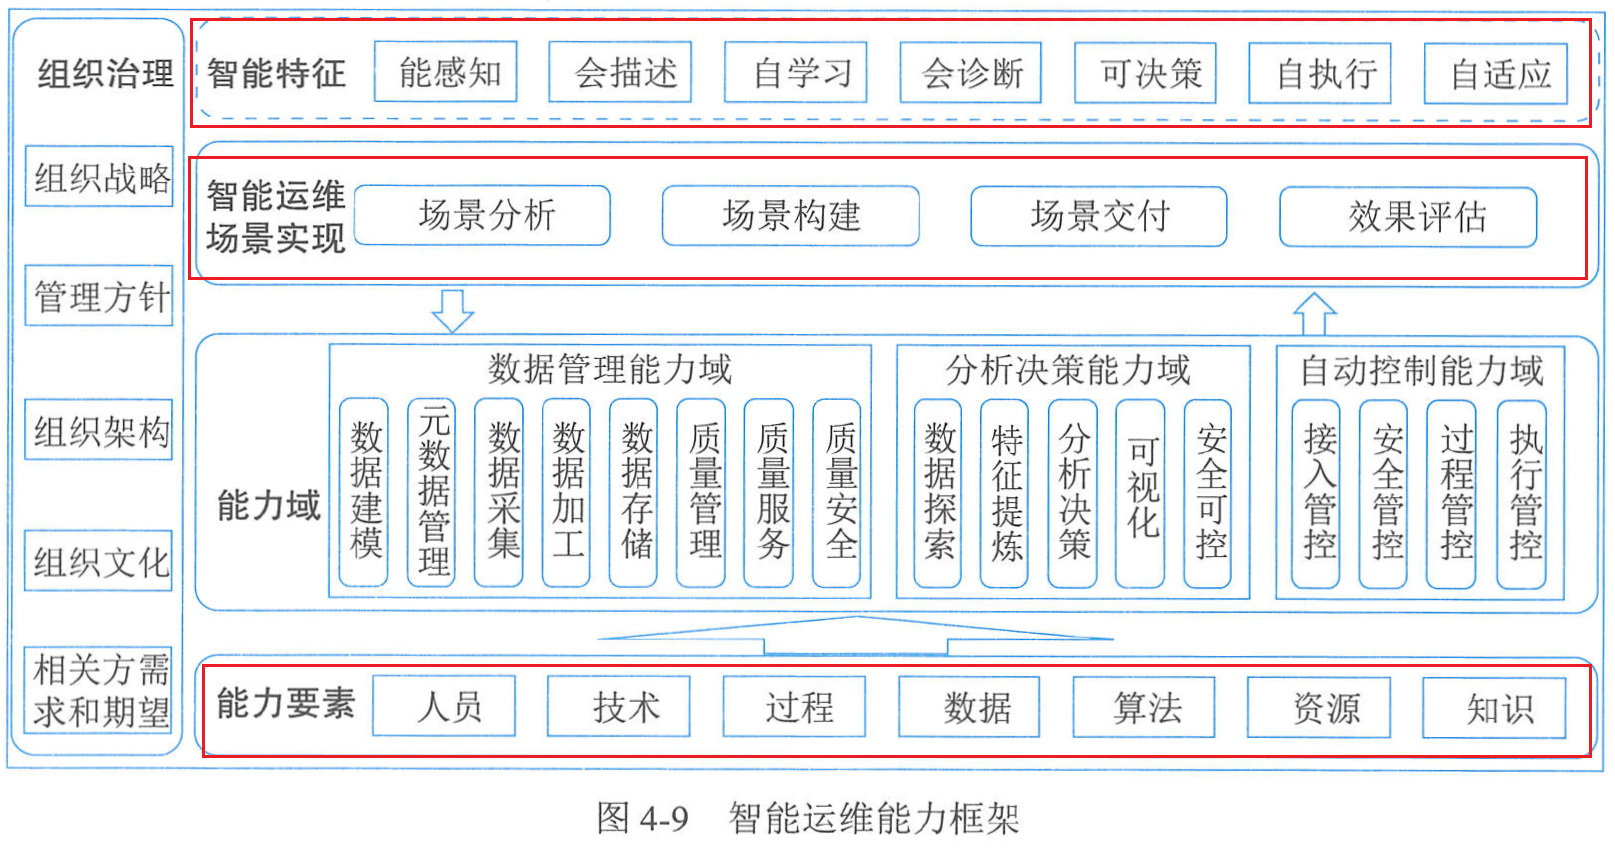 组织治理
组织战略
管理方针
组织架构
组织文化
相关方需
求和期望
智能特征 能感知 会描述 自学习 会诊断 可决策 自执行 自适应
智能运维
场景实现
场景分析 场景构建 场景交付 效果评估
能力域
数据管理能力域
数据建模
元数据管理
数据采集
数据加工
数据存储
质量管理
质量服务
质量安全
分析决策能力域
数据探索
特征提炼
分析决策
可视化
安全可控
自动控制能力域
接入管控
安全管控
过程管控
执行管控
能力要素 人员 技术 过程 数据 算法 资源 知识
图 4-9 智能运维能力框架